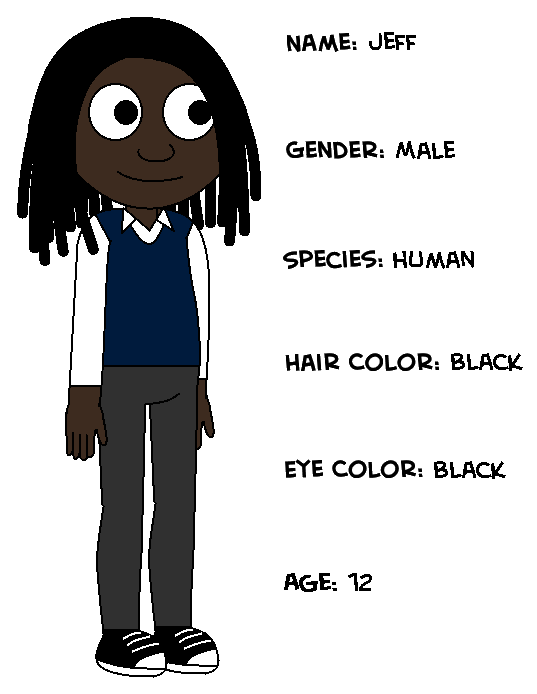 NAME: JEFF
GENDER: MALE
SPECIES: HUMAN
HAIR COLOR: BLACK
EYE COLOR: BLACK
AGE: 12